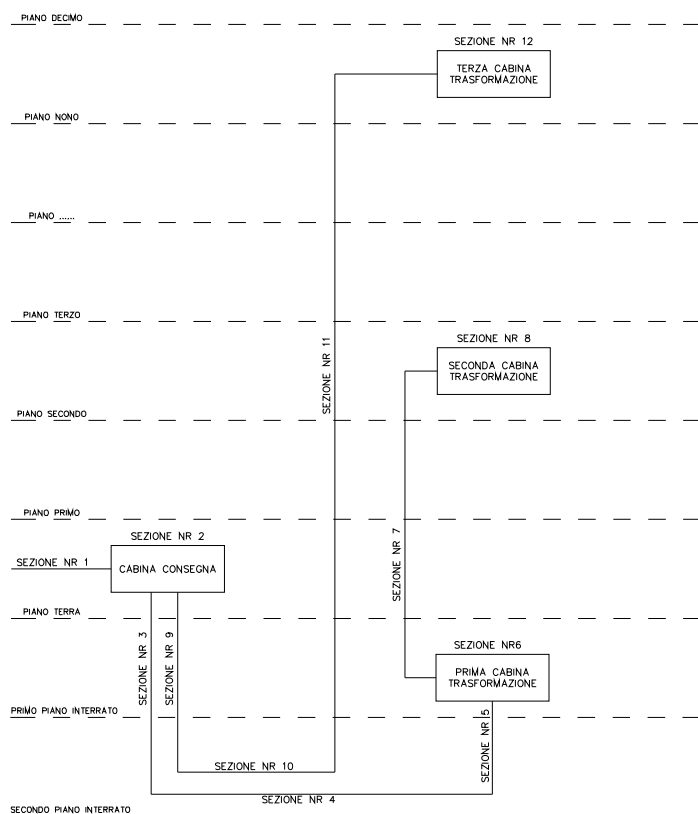 PIANO DECIMO
SEZIONE NR 12
TERZA CABINA
TRASFORMAZIONE
PIANO NONO
PIANO ......
PIANO TERZO
SEZIONE NR 11
SEZIONE NR 8
SECONDA CABINA
TRASFORMAZIONE
PIANO SECONDO
PIANO PRIMO
SEZIONE NR 2
SEZIONE NR 1
CABINA CONSEGNA
SEZIONE NR 7
PIANO TERRA
SEZIONE NR 3
SEZIONE NR 9
SEZIONE NR6
PRIMA CABINA
TRASFORMAZIONE
PRIMO PIANO INTERRATO
SEZIONE NR 5
SEZIONE NR 10
SEZIONE NR 4
SECONDO PIANO INTERRATO